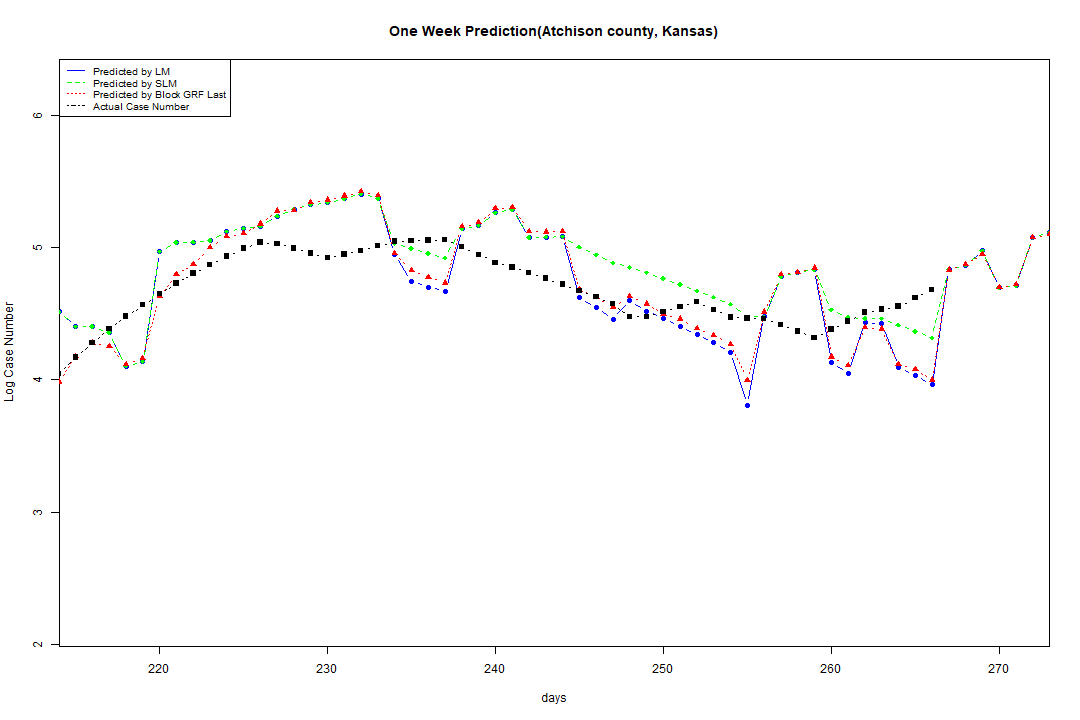 One Week Prediction(Atchison county, Kansas)
Predicted by LM
Predicted by SLM
Predicted by Block GRF Last
Actual Case Number
Log Case Number
6
5
4
3
2
220 230 240 250 260 270
days